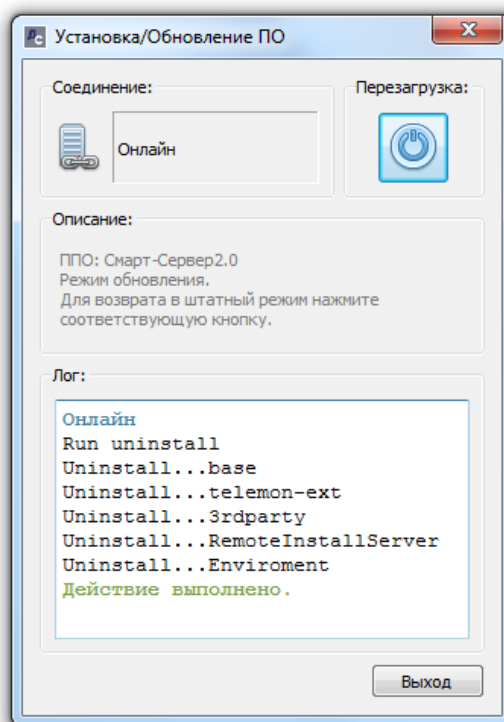 Установка/Обновление ПО
Соединение:
Перезагрузка:
Онлайн
Описание:
ППО: Смарт-Сервер2.0
Режим обновления.
Для возврата в штатный режим нажмите
соответствующую кнопку.
Лог:
Онлайн
Run uninstall
Uninstall...base
Uninstall...telemon-ext
Uninstall...3rdparty
Uninstall...RemoteInstallServer
Uninstall...Enviroment
Действие выполнено.
Выход